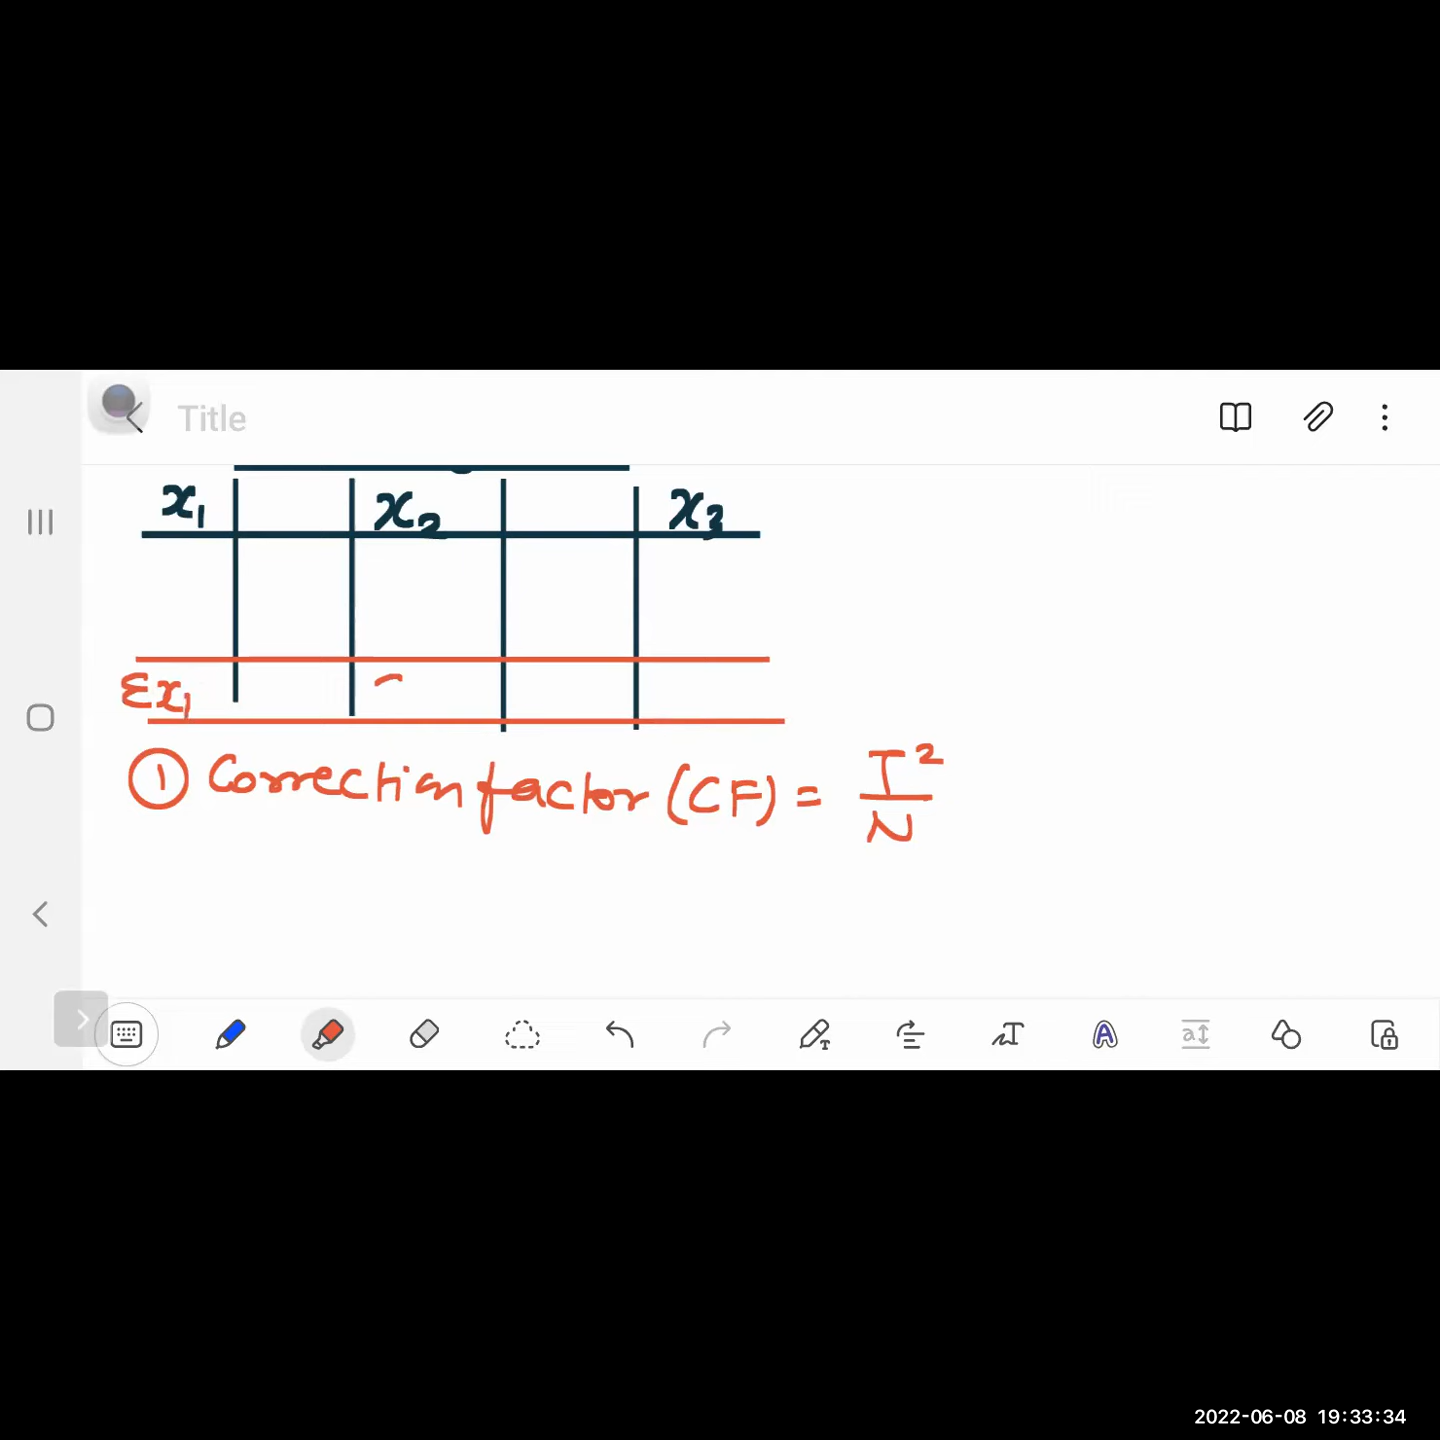 Title
x₁ x₂ x₃
Σx₁
① Correction factor (CF) = T²/N
2022-06-08 19:33:34